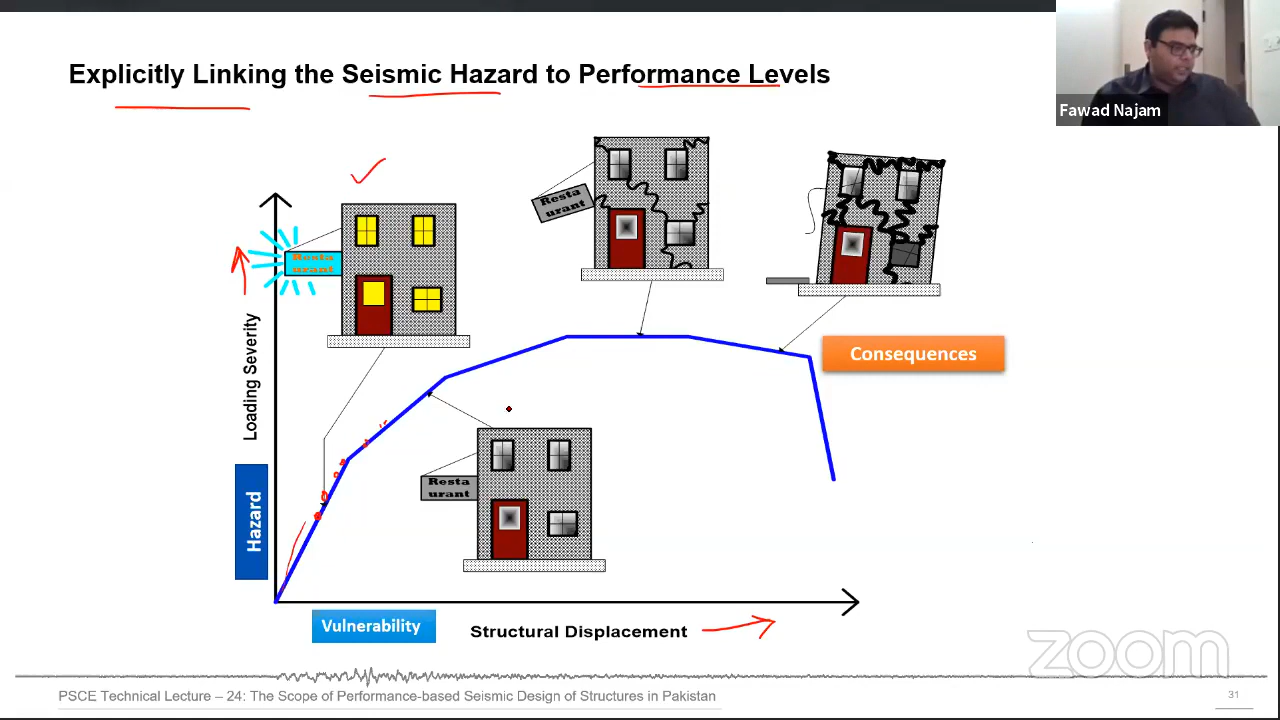 Explicitly Linking the Seismic Hazard to Performance Levels
Fawad Najam
Resta
urant
Resta
urant
Resta
urant
Loading Severity
Hazard
Consequences
Vulnerability
Structural Displacement
zoom
PSCE Technical Lecture – 24: The Scope of Performance-based Seismic Design of Structures in Pakistan
31